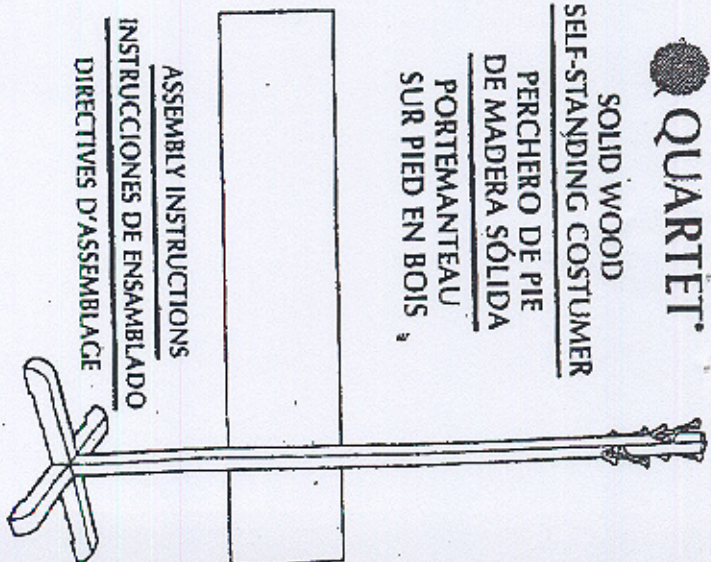 QUARTET®
SOLID WOOD
SELF-STANDING COSTUMER
PERCHERO DE PIE
DE MADERA SÓLIDA
PORTEMANTEAU
SUR PIED EN BOIS
ASSEMBLY INSTRUCTIONS
INSTRUCCIONES DE ENSAMBLADO
DIRECTIVES D'ASSEMBLAGE